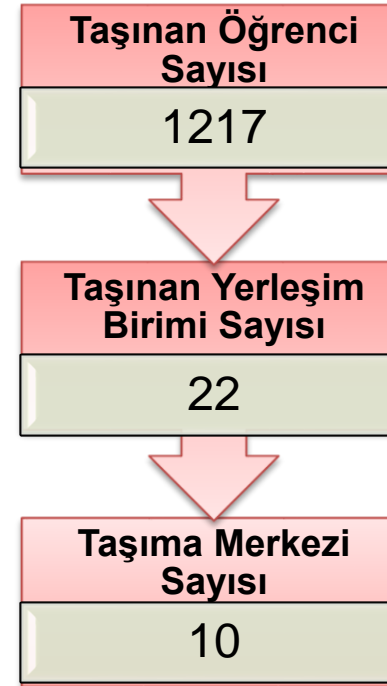 Taşınan Öğrenci
Sayısı
1217
Taşınan Yerleşim
Birimi Sayısı
22
Taşıma Merkezi
Sayısı
10